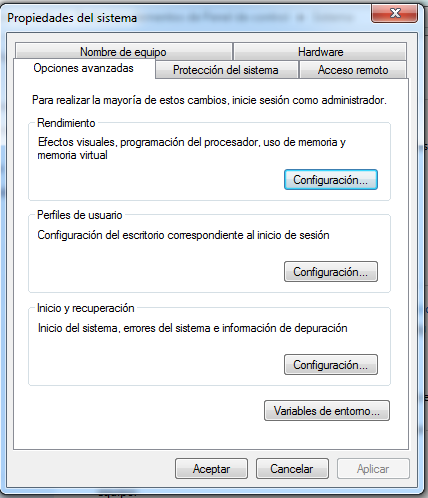 Propiedades del sistema
Nombre de equipo
Hardware
Opciones avanzadas
Protección del sistema
Acceso remoto
Para realizar la mayoría de estos cambios, inicie sesión como administrador.
Rendimiento
Efectos visuales, programación del procesador, uso de memoria y
memoria virtual
Configuración...
Perfiles de usuario
Configuración del escritorio correspondiente al inicio de sesión
Configuración...
Inicio y recuperación
Inicio del sistema, errores del sistema e información de depuración
Configuración...
Variables de entorno...
Aceptar
Cancelar
Aplicar